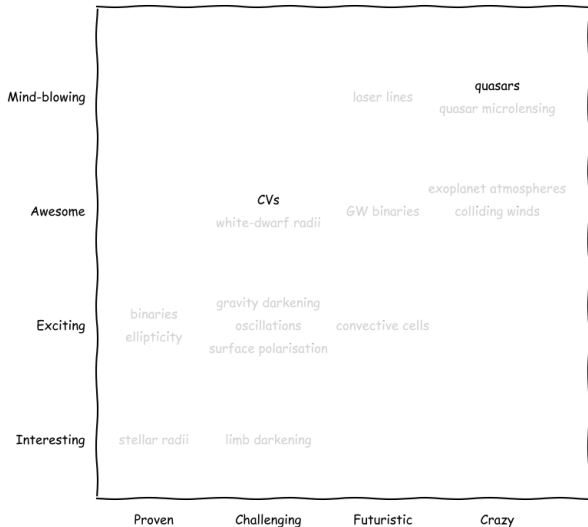 quasars
Mind-blowing laser lines
quasar microlensing
exoplanet atmospheres
CVs
Awesome GW binaries colliding winds
white-dwarf radii
gravity darkening
binaries
Exciting oscillations convective cells
ellipticity
surface polarisation
Interesting stellar radii limb darkening
Proven Challenging Futuristic Crazy